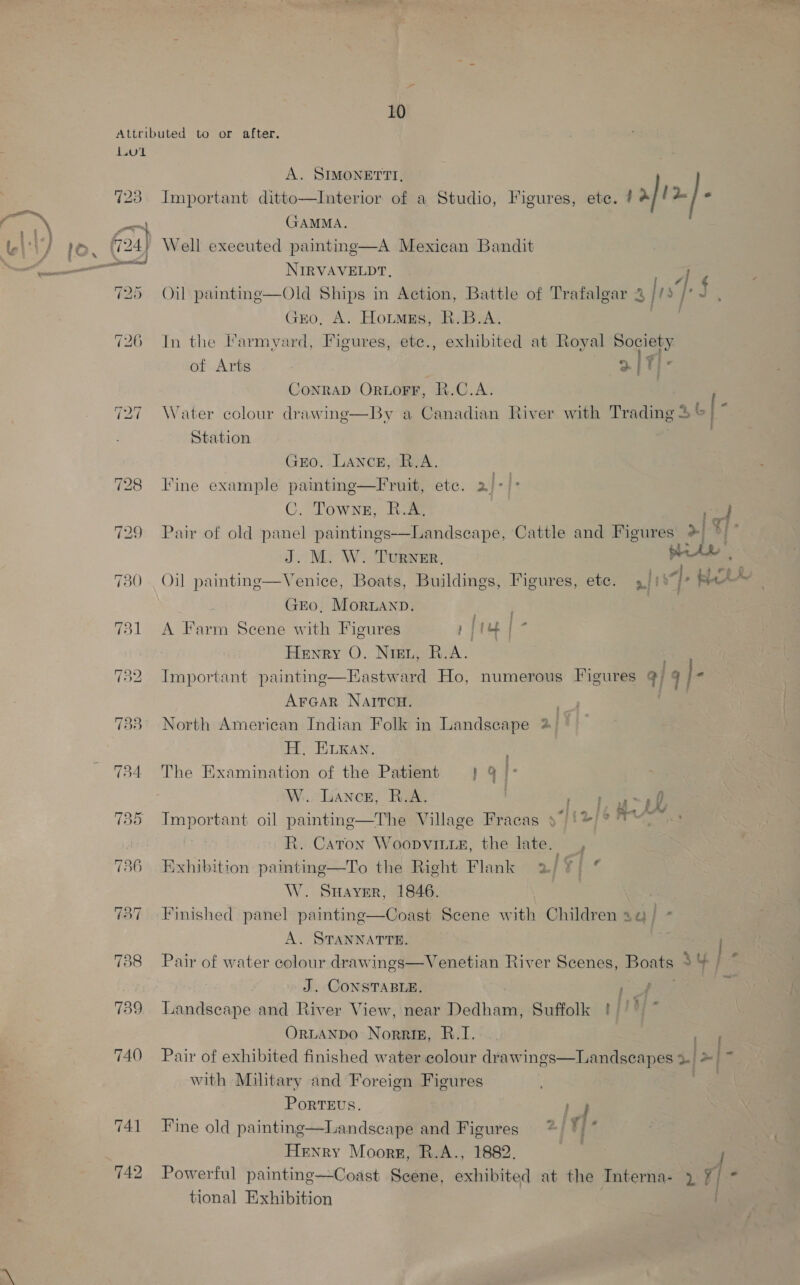 10
Attributed to or after.
Lot
A. SIMONETTI.
723 Important ditto—Interior of a Studio, Figures, etc. 12/12/-
GAMMA.
724 Well executed painting—A Mexican Bandit
NIRVAVELDT.
725 Oil painting—Old Ships in Action, Battle of Trafalgar
GEO. A. HOLMES, R.B.A.
726 In the Farmyard, Figures, etc., exhibited at Royal Society
of Arts
CONRAD ORLOFF, R.C.A.
727 Water colour drawing—By a Canadian River with Trading
Station
GEO. LANCE, R.A.
728 Fine example painting—Fruit, etc. 2/-/-
C. TOWNE, R.A.
729 Pair of old panel paintings—Landscape, Cattle and Figures
J. M. W. TURNER.
730 Oil painting—Venice, Boats, Buildings, Figures, etc.
GEO. MORLAND.
731 A Farm Scene with Figures 1/14/-
HENRY O. NIEL, R.A.
732 Important painting—Eastward Ho, numerous Figures 9/9/-
AFGAR NAITCH.
733 North American Indian Folk in Landscape
H. ELKAN.
734 The Examination of the Patient
W. LANCE, R.A.
735 Important oil painting—The Village Fracas
R. CATON WOODVILLE, the late.
736 Exhibition painting—To the Right Flank
W. SHAYER, 1846.
737 Finished panel painting—Coast Scene with Children
A. STANNATTE.
738 Pair of water colour drawings—Venetian River Scenes, Boats
J. CONSTABLE.
739 Landscape and River View, near Dedham, Suffolk
ORLANDO NORRIE, R.I.
740 Pair of exhibited finished water colour drawings—Landscapes 2/2/-
with Military and Foreign Figures
PORTEUS.
741 Fine old painting—Landscape and Figures
HENRY MOORE, R.A., 1882.
742 Powerful painting—Coast Scene, exhibited at the Interna-
tional Exhibition